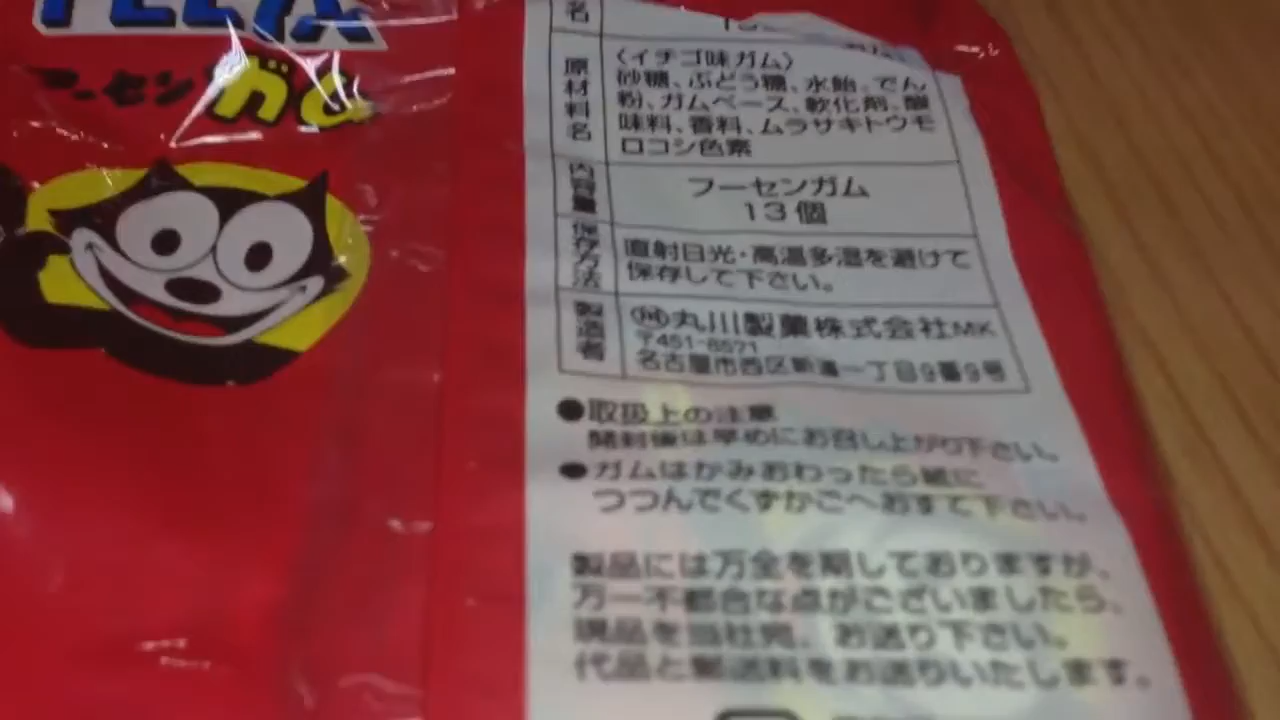 FELIX
フーセンガム
名
原材料名
〈イチゴ味ガム〉
砂糖、ぶどう糖、水飴、でん
粉、ガムベース、軟化剤、酸
味料、香料、ムラサキトウモ
ロコシ色素
内容量
フーセンガム
13個
保存方法
直射日光・高温多湿を避けて
保存して下さい。
製造者
丸川製菓株式会社MK
〒451-8571
名古屋市西区新道一丁目9番9号
●取扱上の注意
開封後は早めにお召し上がり下さい。
●ガムはかみおわったら紙に
つつんでくずかごへおすて下さい。
製品には万全を期しておりますが、
万一不都合な点がございましたら、
現品を当社宛、お送り下さい。
代品と郵送料をお送りいたします。